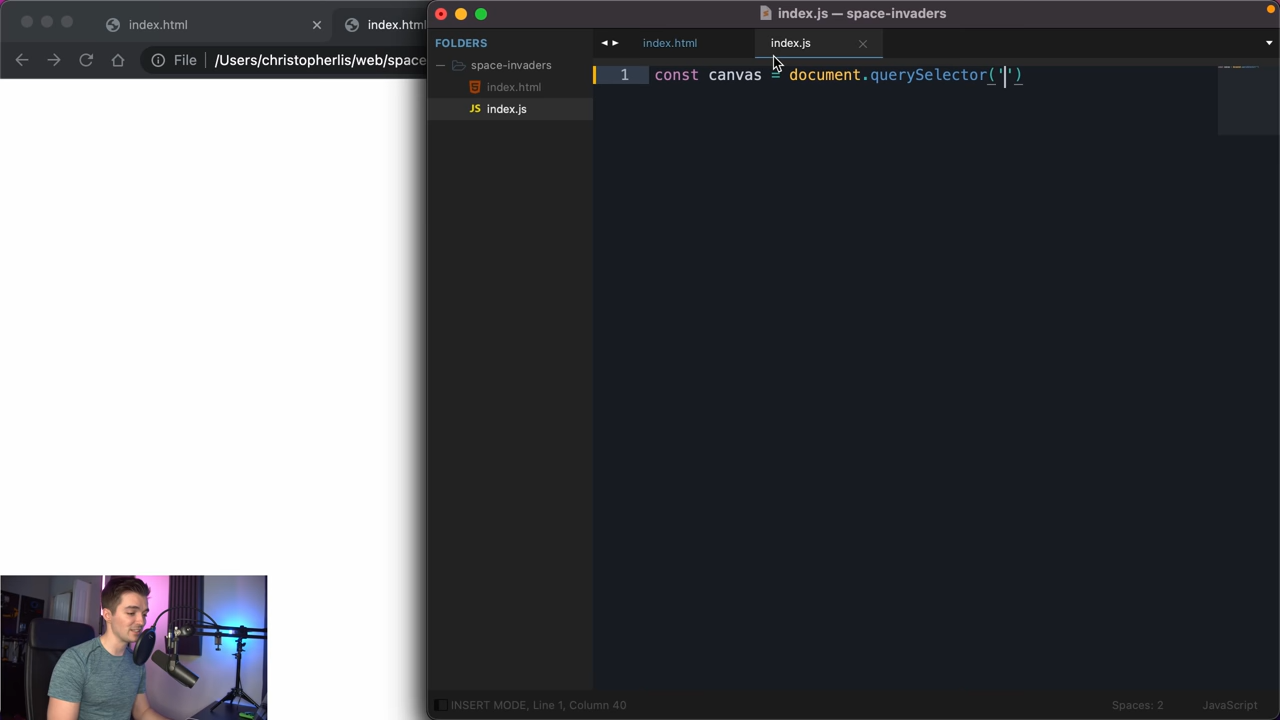 index.html
index.html
File
/Users/christopherlis/web/space
index.js — space-invaders
FOLDERS
space-invaders
index.html
JS index.js
index.html
index.js
1 const canvas = document.querySelector('')
INSERT MODE, Line 1, Column 40
Spaces: 2
JavaScript